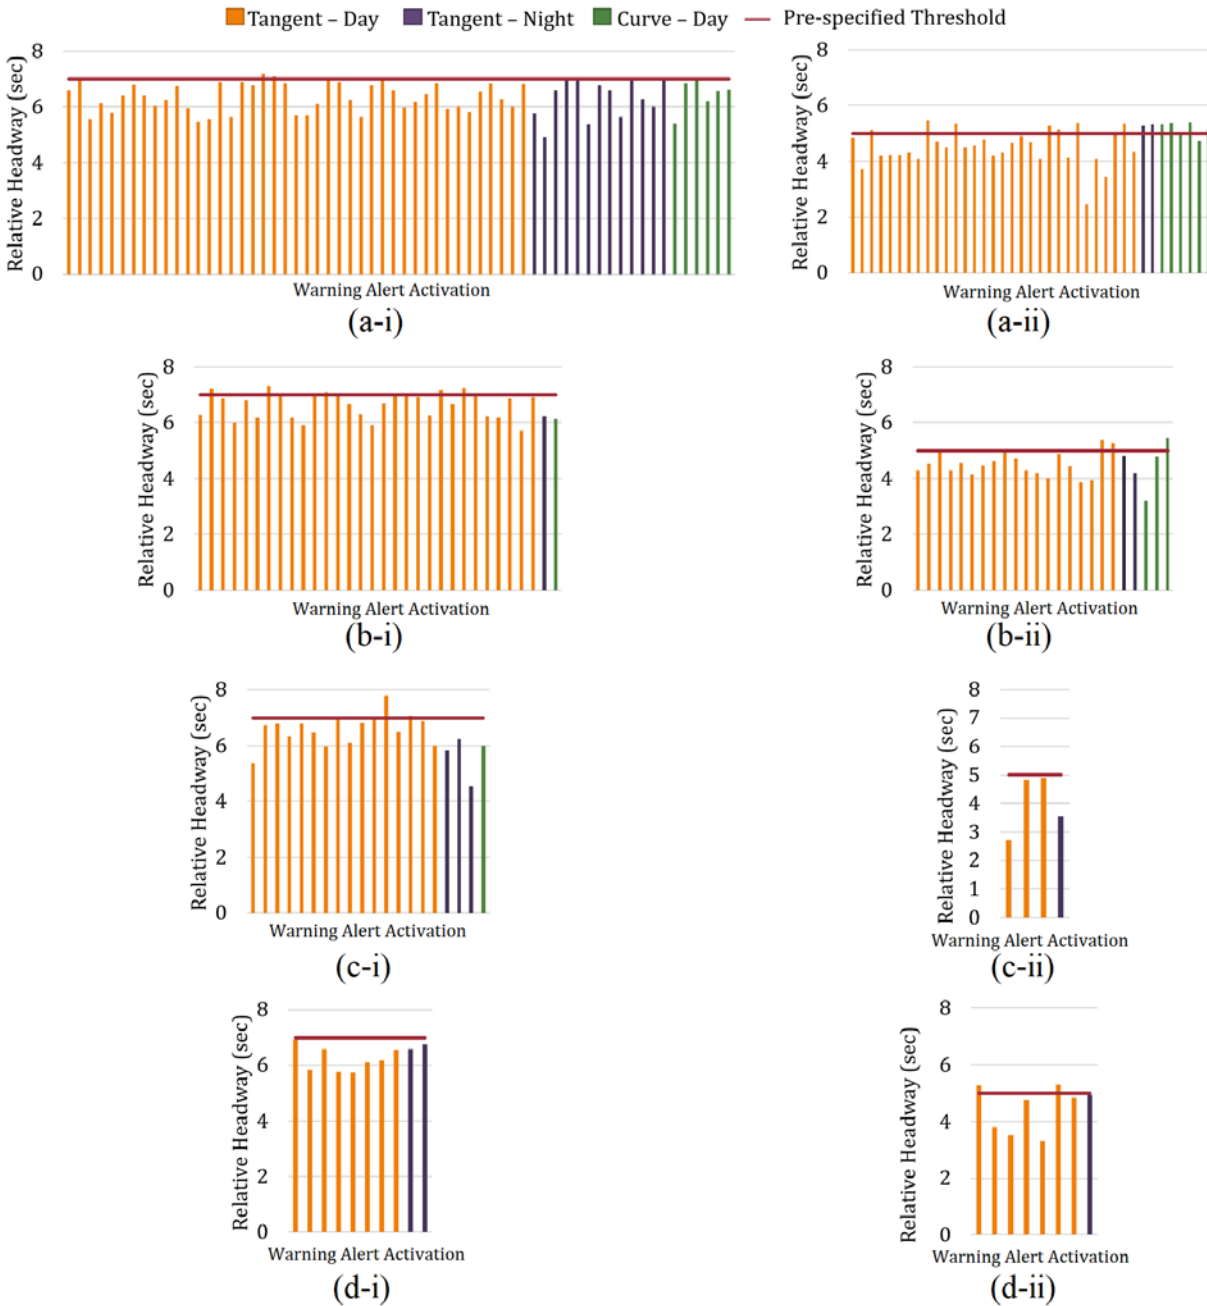 Tangent – Day Tangent – Night Curve – Day Pre-specified Threshold
Relative Headway (sec)
8
6
4
2
0
Warning Alert Activation
(a-i)
Relative Headway (sec)
8
6
4
2
0
Warning Alert Activation
(a-ii)
Relative Headway (sec)
8
6
4
2
0
Warning Alert Activation
(b-i)
Relative Headway (sec)
8
6
4
2
0
Warning Alert Activation
(b-ii)
Relative Headway (sec)
8
6
4
2
0
Warning Alert Activation
(c-i)
Relative Headway (sec)
8
7
6
5
4
3
2
1
0
Warning Alert Activation
(c-ii)
Relative Headway (sec)
8
6
4
2
0
Warning Alert Activation
(d-i)
Relative Headway (sec)
8
6
4
2
0
Warning Alert Activation
(d-ii)